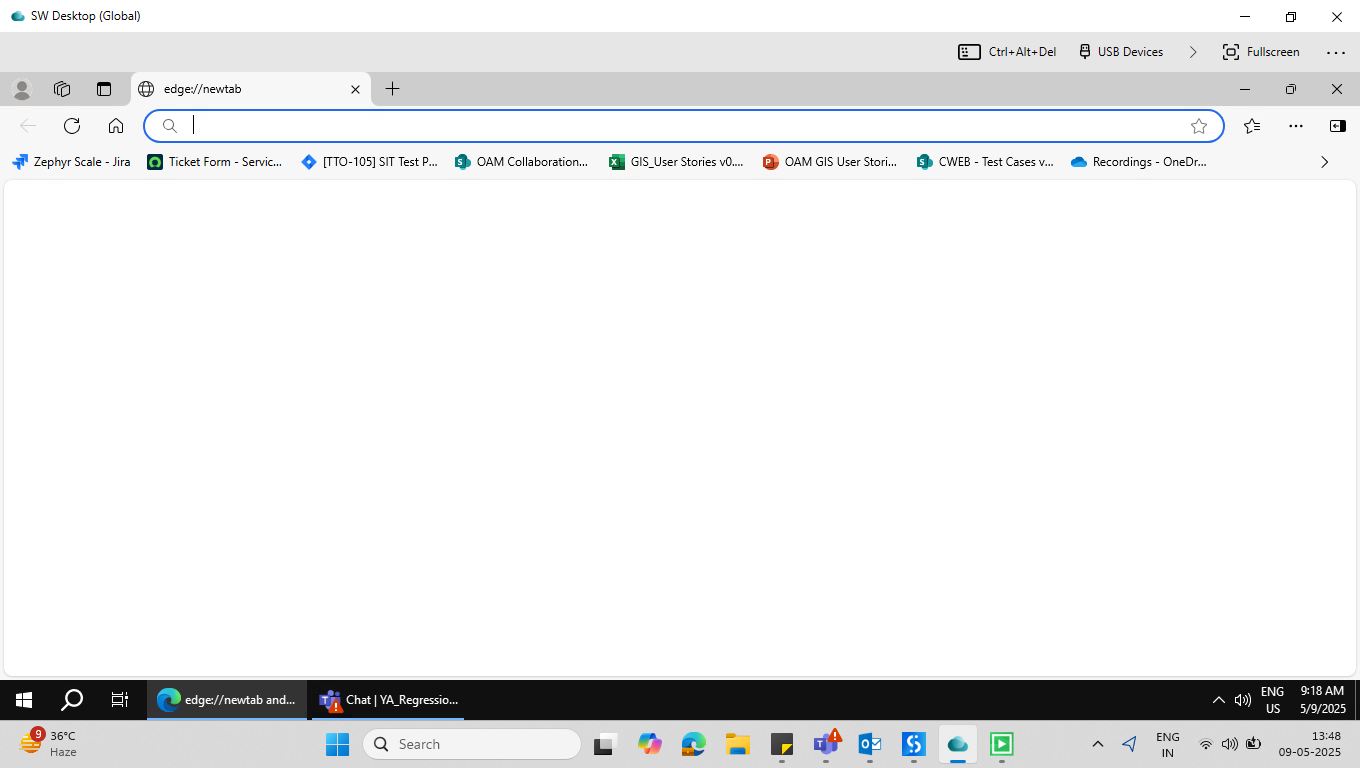 SW Desktop (Global)
Ctrl+Alt+Del
USB Devices
Fullscreen
edge://newtab
Zephyr Scale - Jira
Ticket Form - Servic...
[TTO-105] SIT Test P...
OAM Collaboration...
GIS_User Stories v0....
OAM GIS User Stori...
CWEB - Test Cases v...
Recordings - OneDr...
edge://newtab and...
Chat | YA_Regressio...
ENG
US
9:18 AM
5/9/2025
9
36°C
Haze
Search
ENG
IN
13:48
09-05-2025